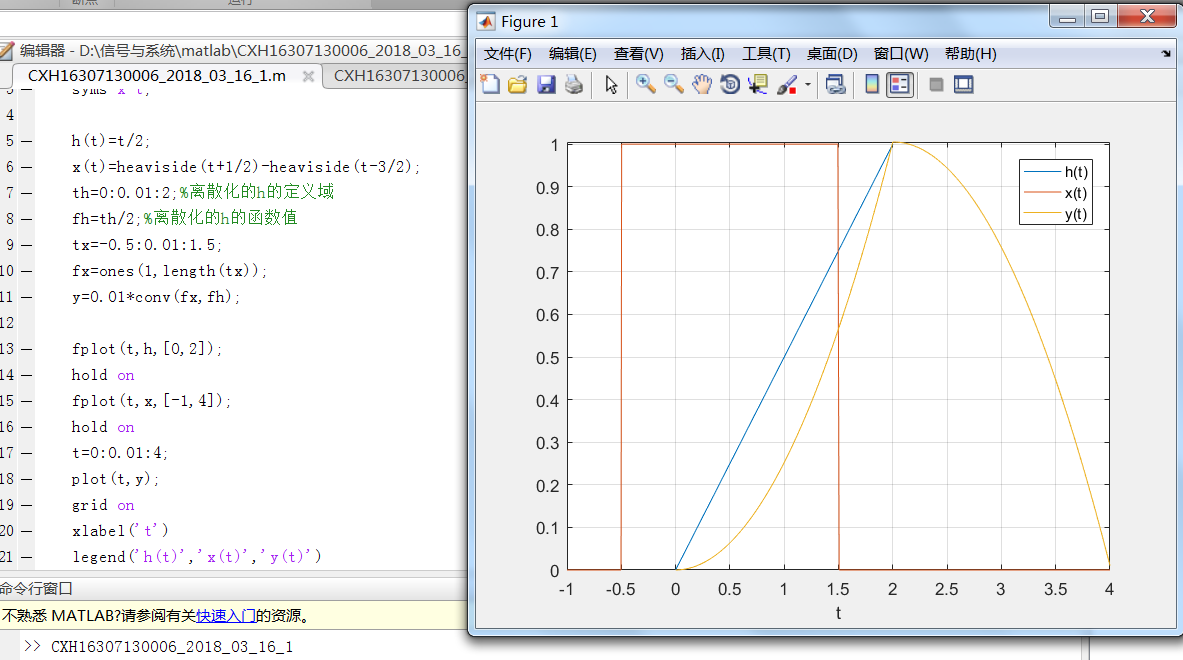 断点
运行
编辑器 - D:\信号与系统\matlab\CXH16307130006_2018_03_16_
CXH16307130006_2018_03_16_1.m
CXH16307130006_
3 syms x t;
4
5 h(t)=t/2;
6 x(t)=heaviside(t+1/2)-heaviside(t-3/2);
7 th=0:0.01:2;%离散化的h的定义域
8 fh=th/2;%离散化的h的函数值
9 tx=-0.5:0.01:1.5;
10 fx=ones(1,length(tx));
11 y=0.01*conv(fx,fh);
12
13 fplot(t,h,[0,2]);
14 hold on
15 fplot(t,x,[-1,4]);
16 hold on
17 t=0:0.01:4;
18 plot(t,y);
19 grid on
20 xlabel('t')
21 legend('h(t)','x(t)','y(t)')
命令行窗口
不熟悉 MATLAB?请参阅有关快速入门的资源。
>> CXH16307130006_2018_03_16_1
Figure 1
文件(F) 编辑(E) 查看(V) 插入(I) 工具(T) 桌面(D) 窗口(W) 帮助(H)
1
0.9
0.8
0.7
0.6
0.5
0.4
0.3
0.2
0.1
0
h(t)
x(t)
y(t)
-1 -0.5 0 0.5 1 1.5 2 2.5 3 3.5 4
t